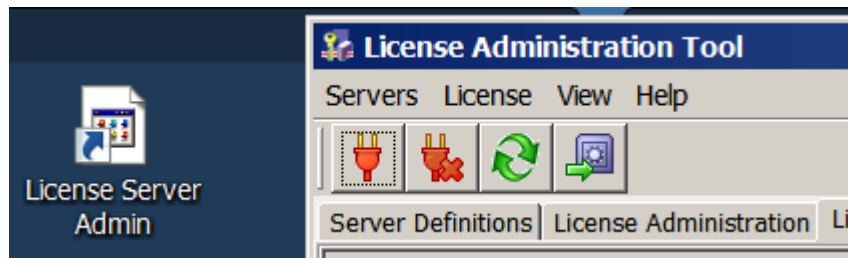 License Server
Admin
License Administration Tool
Servers License View Help
Server Definitions License Administration